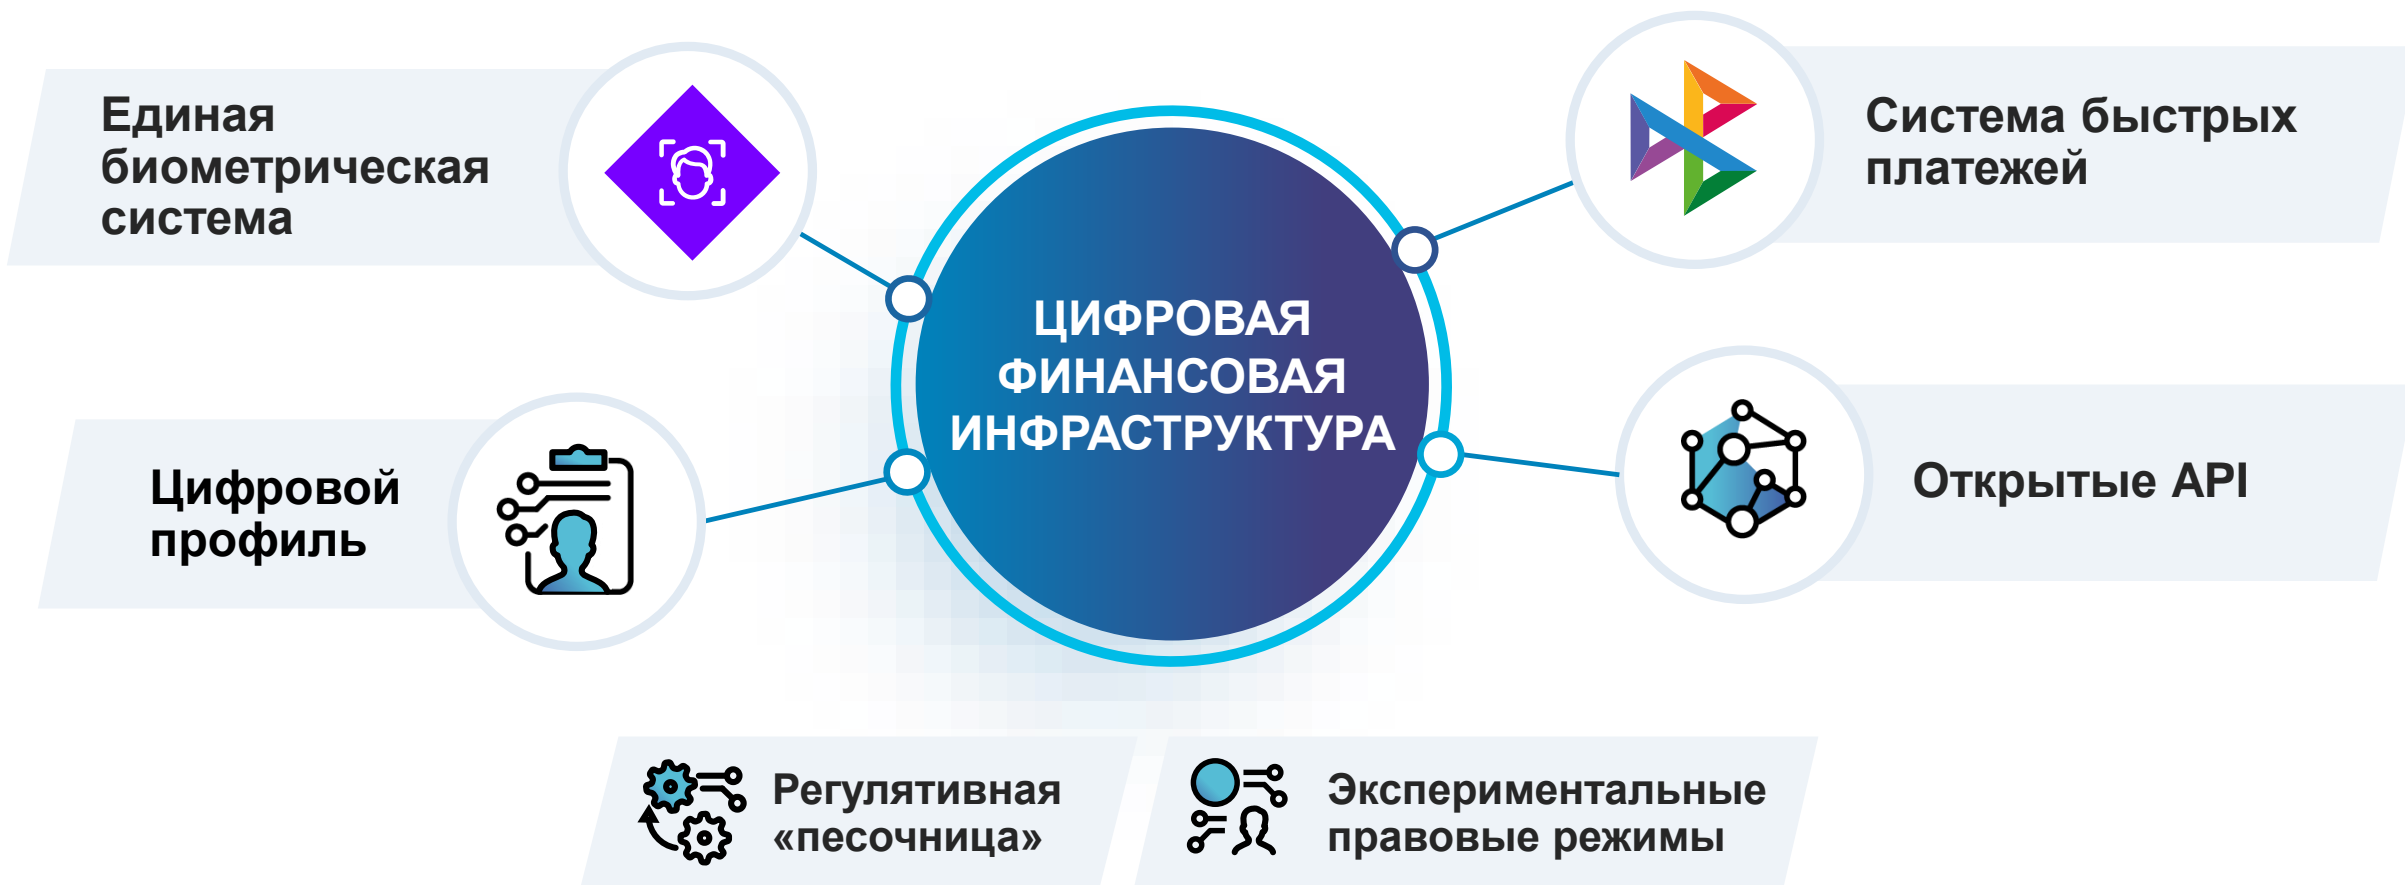 Единая
биометрическая
система
Система быстрых
платежей
ЦИФРОВАЯ
ФИНАНСОВАЯ
ИНФРАСТРУКТУРА
Цифровой
профиль
Открытые API
Регулятивная
«песочница»
Экспериментальные
правовые режимы